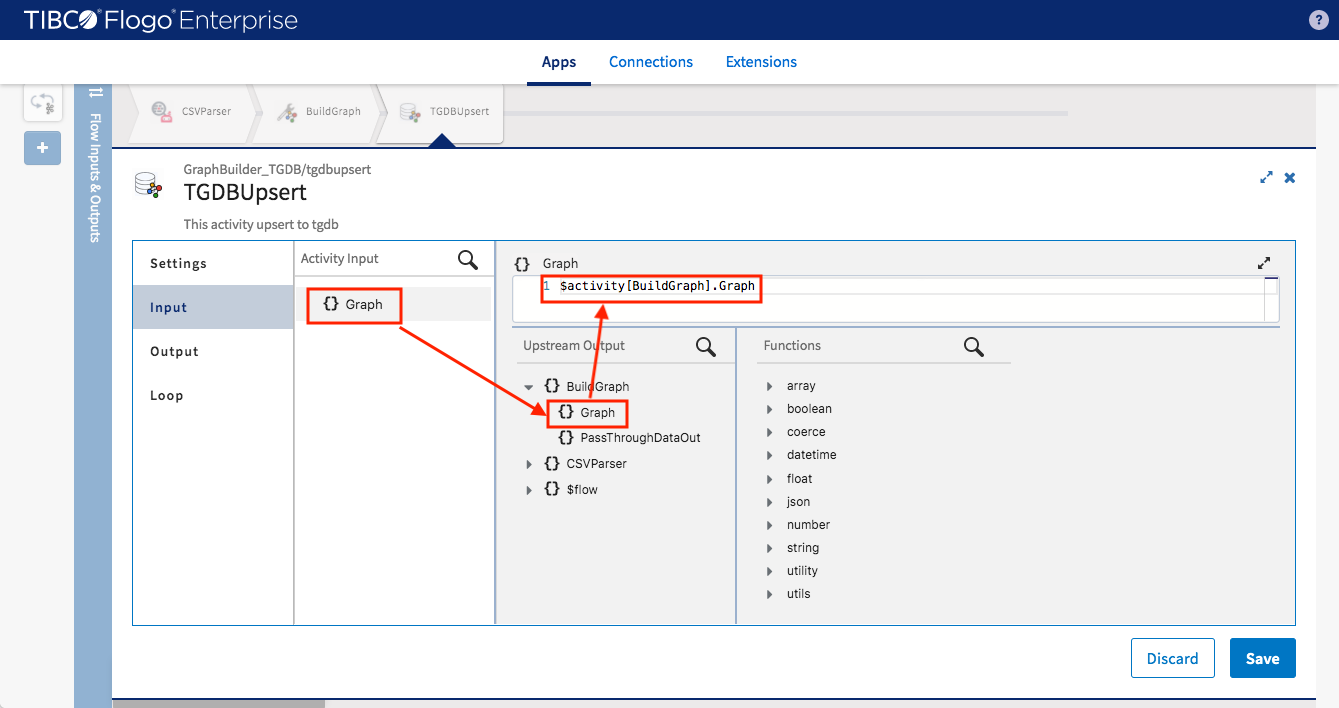 TIBCO® Flogo® Enterprise
?
Apps Connections Extensions
Flow Inputs & Outputs
CSVParser BuildGraph TGDBUpsert
+
GraphBuilder_TGDB/tgdbupsert
TGDBUpsert
This activity upsert to tgdb
Settings
Input
Output
Loop
Activity Input
{} Graph
{} Graph
1 $activity[BuildGraph].Graph
Upstream Output
{} BuildGraph
{} Graph
{} PassThroughDataOut
{} CSVParser
{} $flow
Functions
array
boolean
coerce
datetime
float
json
number
string
utility
utils
Discard Save